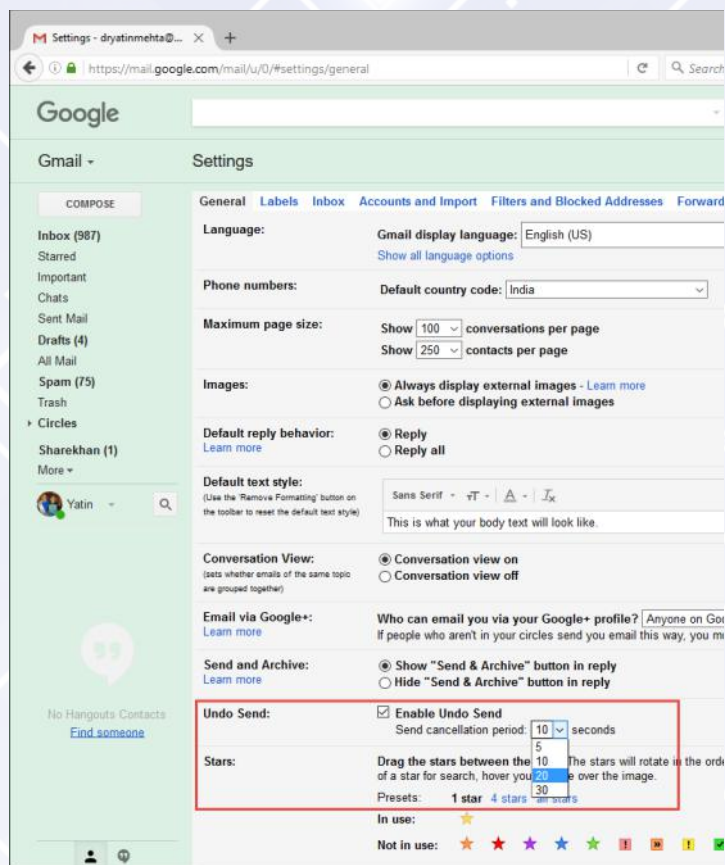 Settings - dryatinmehta@...
https://mail.google.com/mail/u/0/#settings/general
Search
Google
Gmail
Settings
COMPOSE
General Labels Inbox Accounts and Import Filters and Blocked Addresses Forward
Inbox (987)
Starred
Important
Chats
Sent Mail
Drafts (4)
All Mail
Spam (75)
Trash
Circles
Sharekhan (1)
More
Yatin
No Hangouts Contacts
Find someone
Language:
Gmail display language: English (US)
Show all language options
Phone numbers:
Default country code: India
Maximum page size:
Show 100 conversations per page
Show 250 contacts per page
Images:
Always display external images - Learn more
Ask before displaying external images
Default reply behavior:
Learn more
Reply
Reply all
Default text style:
(Use the 'Remove Formatting' button on
the toolbar to reset the default text style)
Sans Serif - тT - A - Tx
This is what your body text will look like.
Conversation View:
(sets whether emails of the same topic
are grouped together)
Conversation view on
Conversation view off
Email via Google+:
Learn more
Who can email you via your Google+ profile? Anyone on Goo
If people who aren't in your circles send you email this way, you
Send and Archive:
Learn more
Show "Send & Archive" button in reply
Hide "Send & Archive" button in reply
Undo Send:
Enable Undo Send
Send cancellation period: 10 seconds
5
10
20
30
Stars:
Drag the stars between the The stars will rotate in the orde
of a star for search, hover you e over the image.
Presets: 1 star 4 stars all stars
In use:
Not in use: